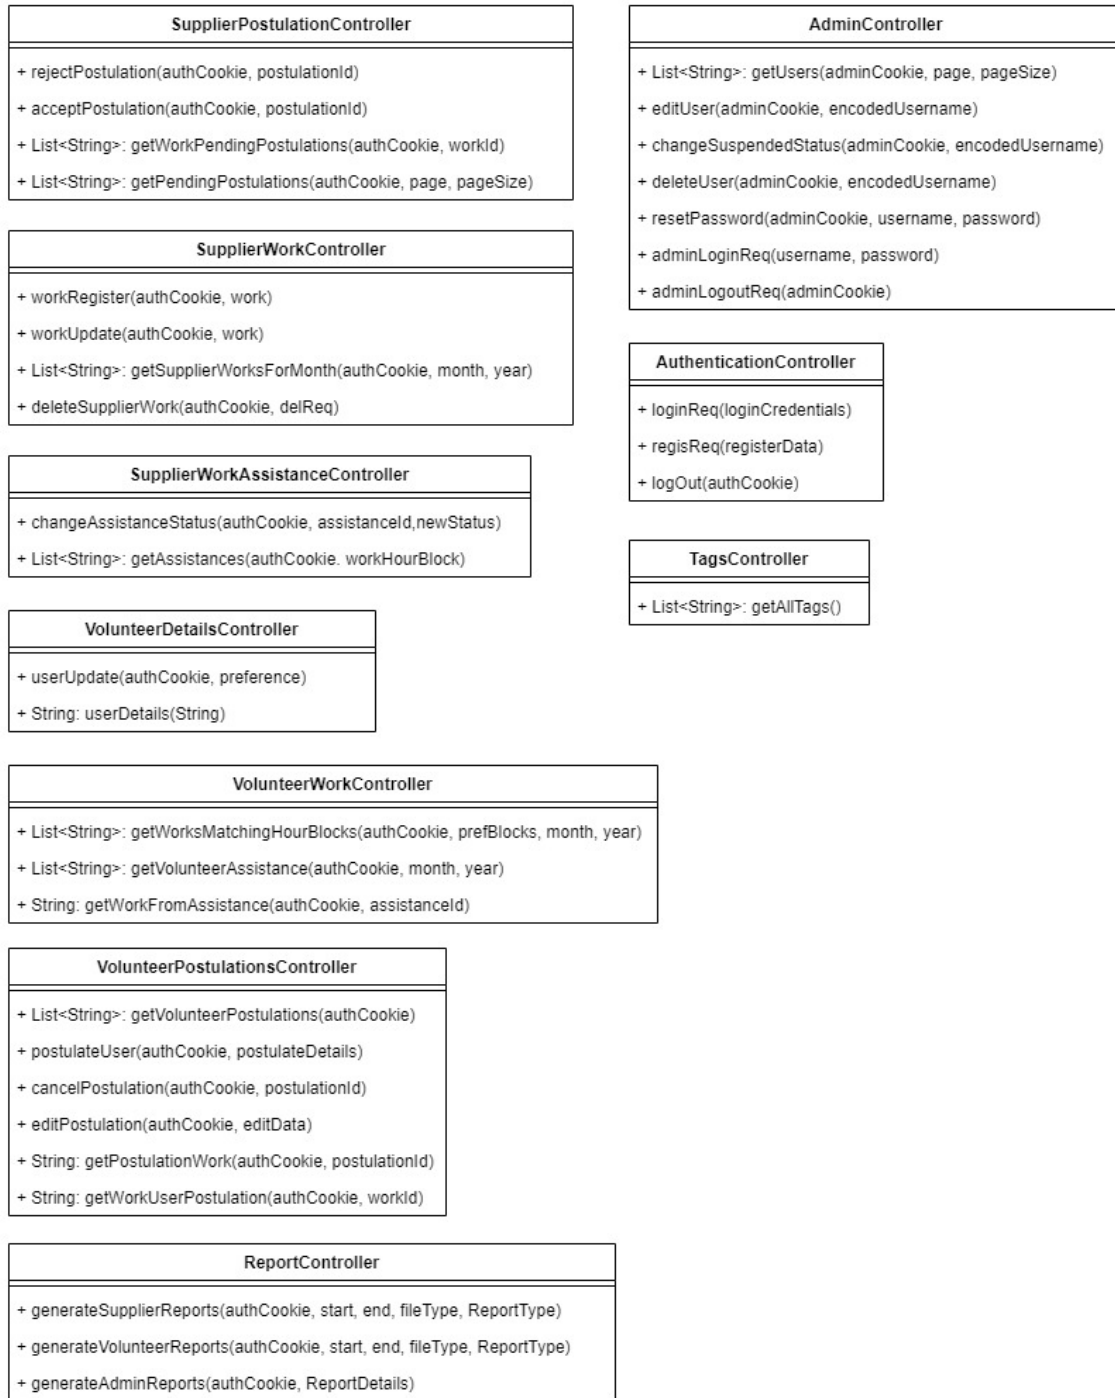 SupplierPostulationController
+ rejectPostulation(authCookie, postulationId)
+ acceptPostulation(authCookie, postulationId)
+ List<String>: getWorkPendingPostulations(authCookie, workId)
+ List<String>: getPendingPostulations(authCookie, page, pageSize)
SupplierWorkController
+ workRegister(authCookie, work)
+ workUpdate(authCookie, work)
+ List<String>: getSupplierWorksForMonth(authCookie, month, year)
+ deleteSupplierWork(authCookie, delReq)
SupplierWorkAssistanceController
+ changeAssistanceStatus(authCookie, assistanceId,newStatus)
+ List<String>: getAssistances(authCookie. workHourBlock)
VolunteerDetailsController
+ userUpdate(authCookie, preference)
+ String: userDetails(String)
VolunteerWorkController
+ List<String>: getWorksMatchingHourBlocks(authCookie, prefBlocks, month, year)
+ List<String>: getVolunteerAssistance(authCookie, month, year)
+ String: getWorkFromAssistance(authCookie, assistanceId)
VolunteerPostulationsController
+ List<String>: getVolunteerPostulations(authCookie)
+ postulateUser(authCookie, postulateDetails)
+ cancelPostulation(authCookie, postulationId)
+ editPostulation(authCookie, editData)
+ String: getPostulationWork(authCookie, postulationId)
+ String: getWorkUserPostulation(authCookie, workId)
ReportController
+ generateSupplierReports(authCookie, start, end, fileType, ReportType)
+ generateVolunteerReports(authCookie, start, end, fileType, ReportType)
+ generateAdminReports(authCookie, ReportDetails)
AdminController
+ List<String>: getUsers(adminCookie, page, pageSize)
+ editUser(adminCookie, encodedUsername)
+ changeSuspendedStatus(adminCookie, encodedUsername)
+ deleteUser(adminCookie, encodedUsername)
+ resetPassword(adminCookie, username, password)
+ adminLoginReq(username, password)
+ adminLogoutReq(adminCookie)
AuthenticationController
+ loginReq(loginCredentials)
+ regisReq(registerData)
+ logOut(authCookie)
TagsController
+ List<String>: getAllTags()